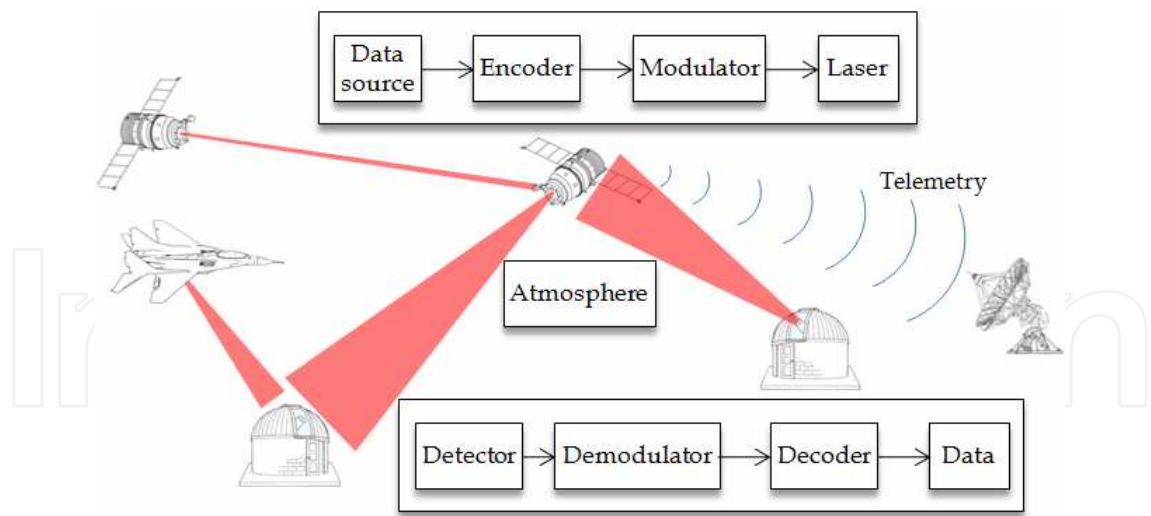 Data
source
Encoder
Modulator
Laser
Telemetry
Atmosphere
Detector
Demodulator
Decoder
Data